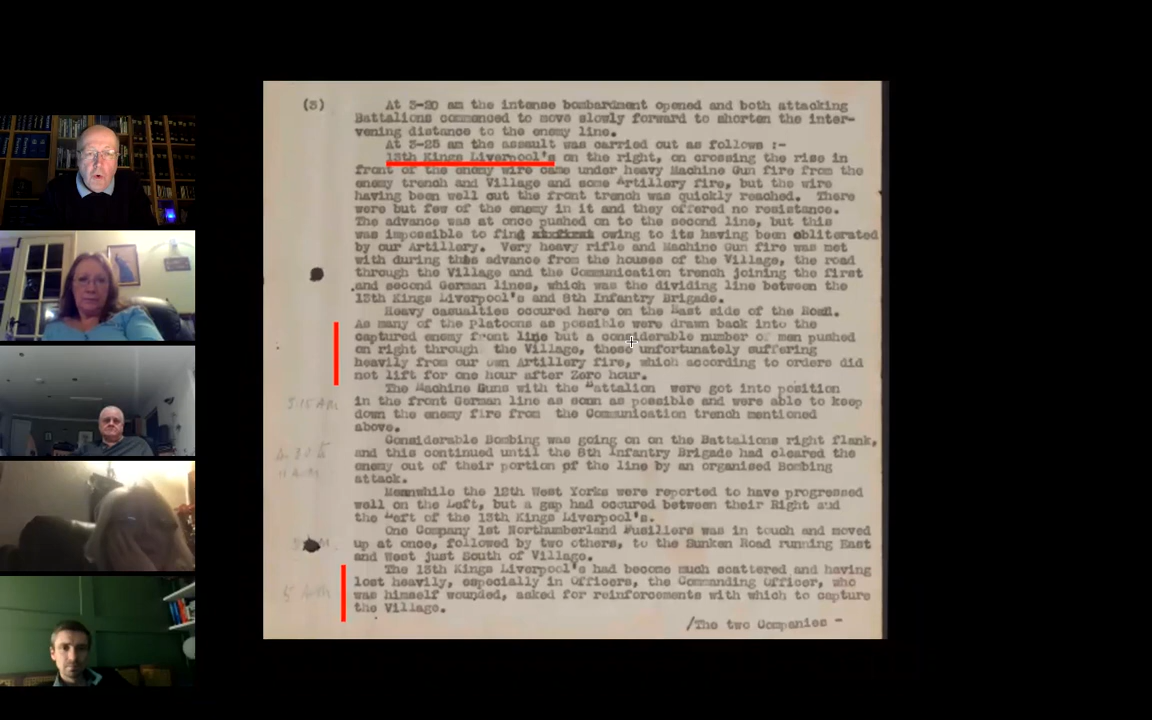 (3)
At 3-20 am the intense bombardment opened and both attacking
Battalions commenced to move slowly forward to shorten the inter-
vening distance to the enemy line.
At 3-25 am the assault was carried out as follows :-
13th Kings Liverpool's on the right, on crossing the rise in
front of the enemy wire came under heavy Machine Gun fire from the
enemy trench and Village and some Artillery fire, but the wire
having been well cut the front trench was quickly reached. There
were but few of the enemy in it and they offered no resistance.
The advance was at once pushed on to the second line, but this
was impossible to find owing to its having been obliterated
by our Artillery. Very heavy rifle and Machine Gun fire was met
with during this advance from the houses of the Village, the road
through the Village and the Communication trench joining the first
and second German lines, which was the dividing line between the
13th Kings Liverpool's and 8th Infantry Brigade.
Heavy casualties occured here on the East side of the Road.
As many of the Platoons as possible were drawn back into the
captured enemy front line but a considerable number of men pushed
on right through the Village, these unfortunately suffering
heavily from our own Artillery fire, which according to orders did
not lift for one hour after Zero hour.
The Machine Guns with the Battalion were got into position
in the front German line as soon as possible and were able to keep
down the enemy fire from the Communication trench mentioned
above.
Considerable Bombing was going on on the Battalions right flank,
and this continued until the 8th Infantry Brigade had cleared the
enemy out of their portion of the line by an organised Bombing
attack.
Meanwhile the 12th West Yorks were reported to have progressed
well on the Left, but a gap had occured between their Right and
the Left of the 13th Kings Liverpool's.
One Company 1st Northamberland Fusiliers was in touch and moved
up at once, followed by two others, to the Sunken Road running East
and West just South of Village.
The 13th Kings Liverpool's had become much scattered and having
lost heavily, especially in Officers, the Commanding Officer, who
was himself wounded, asked for reinforcements with which to capture
the Village.
/The two Companies -